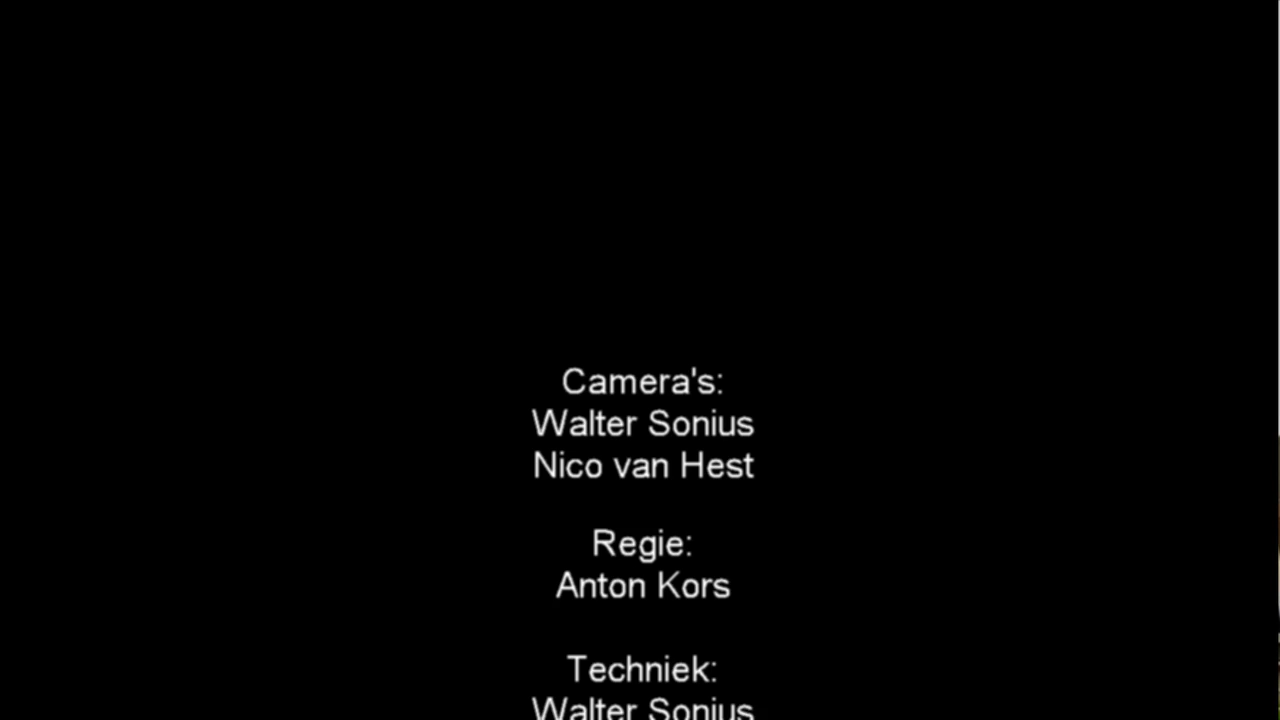 Camera's:
Walter Sonius
Nico van Hest
Regie:
Anton Kors
Techniek:
Walter Sonius